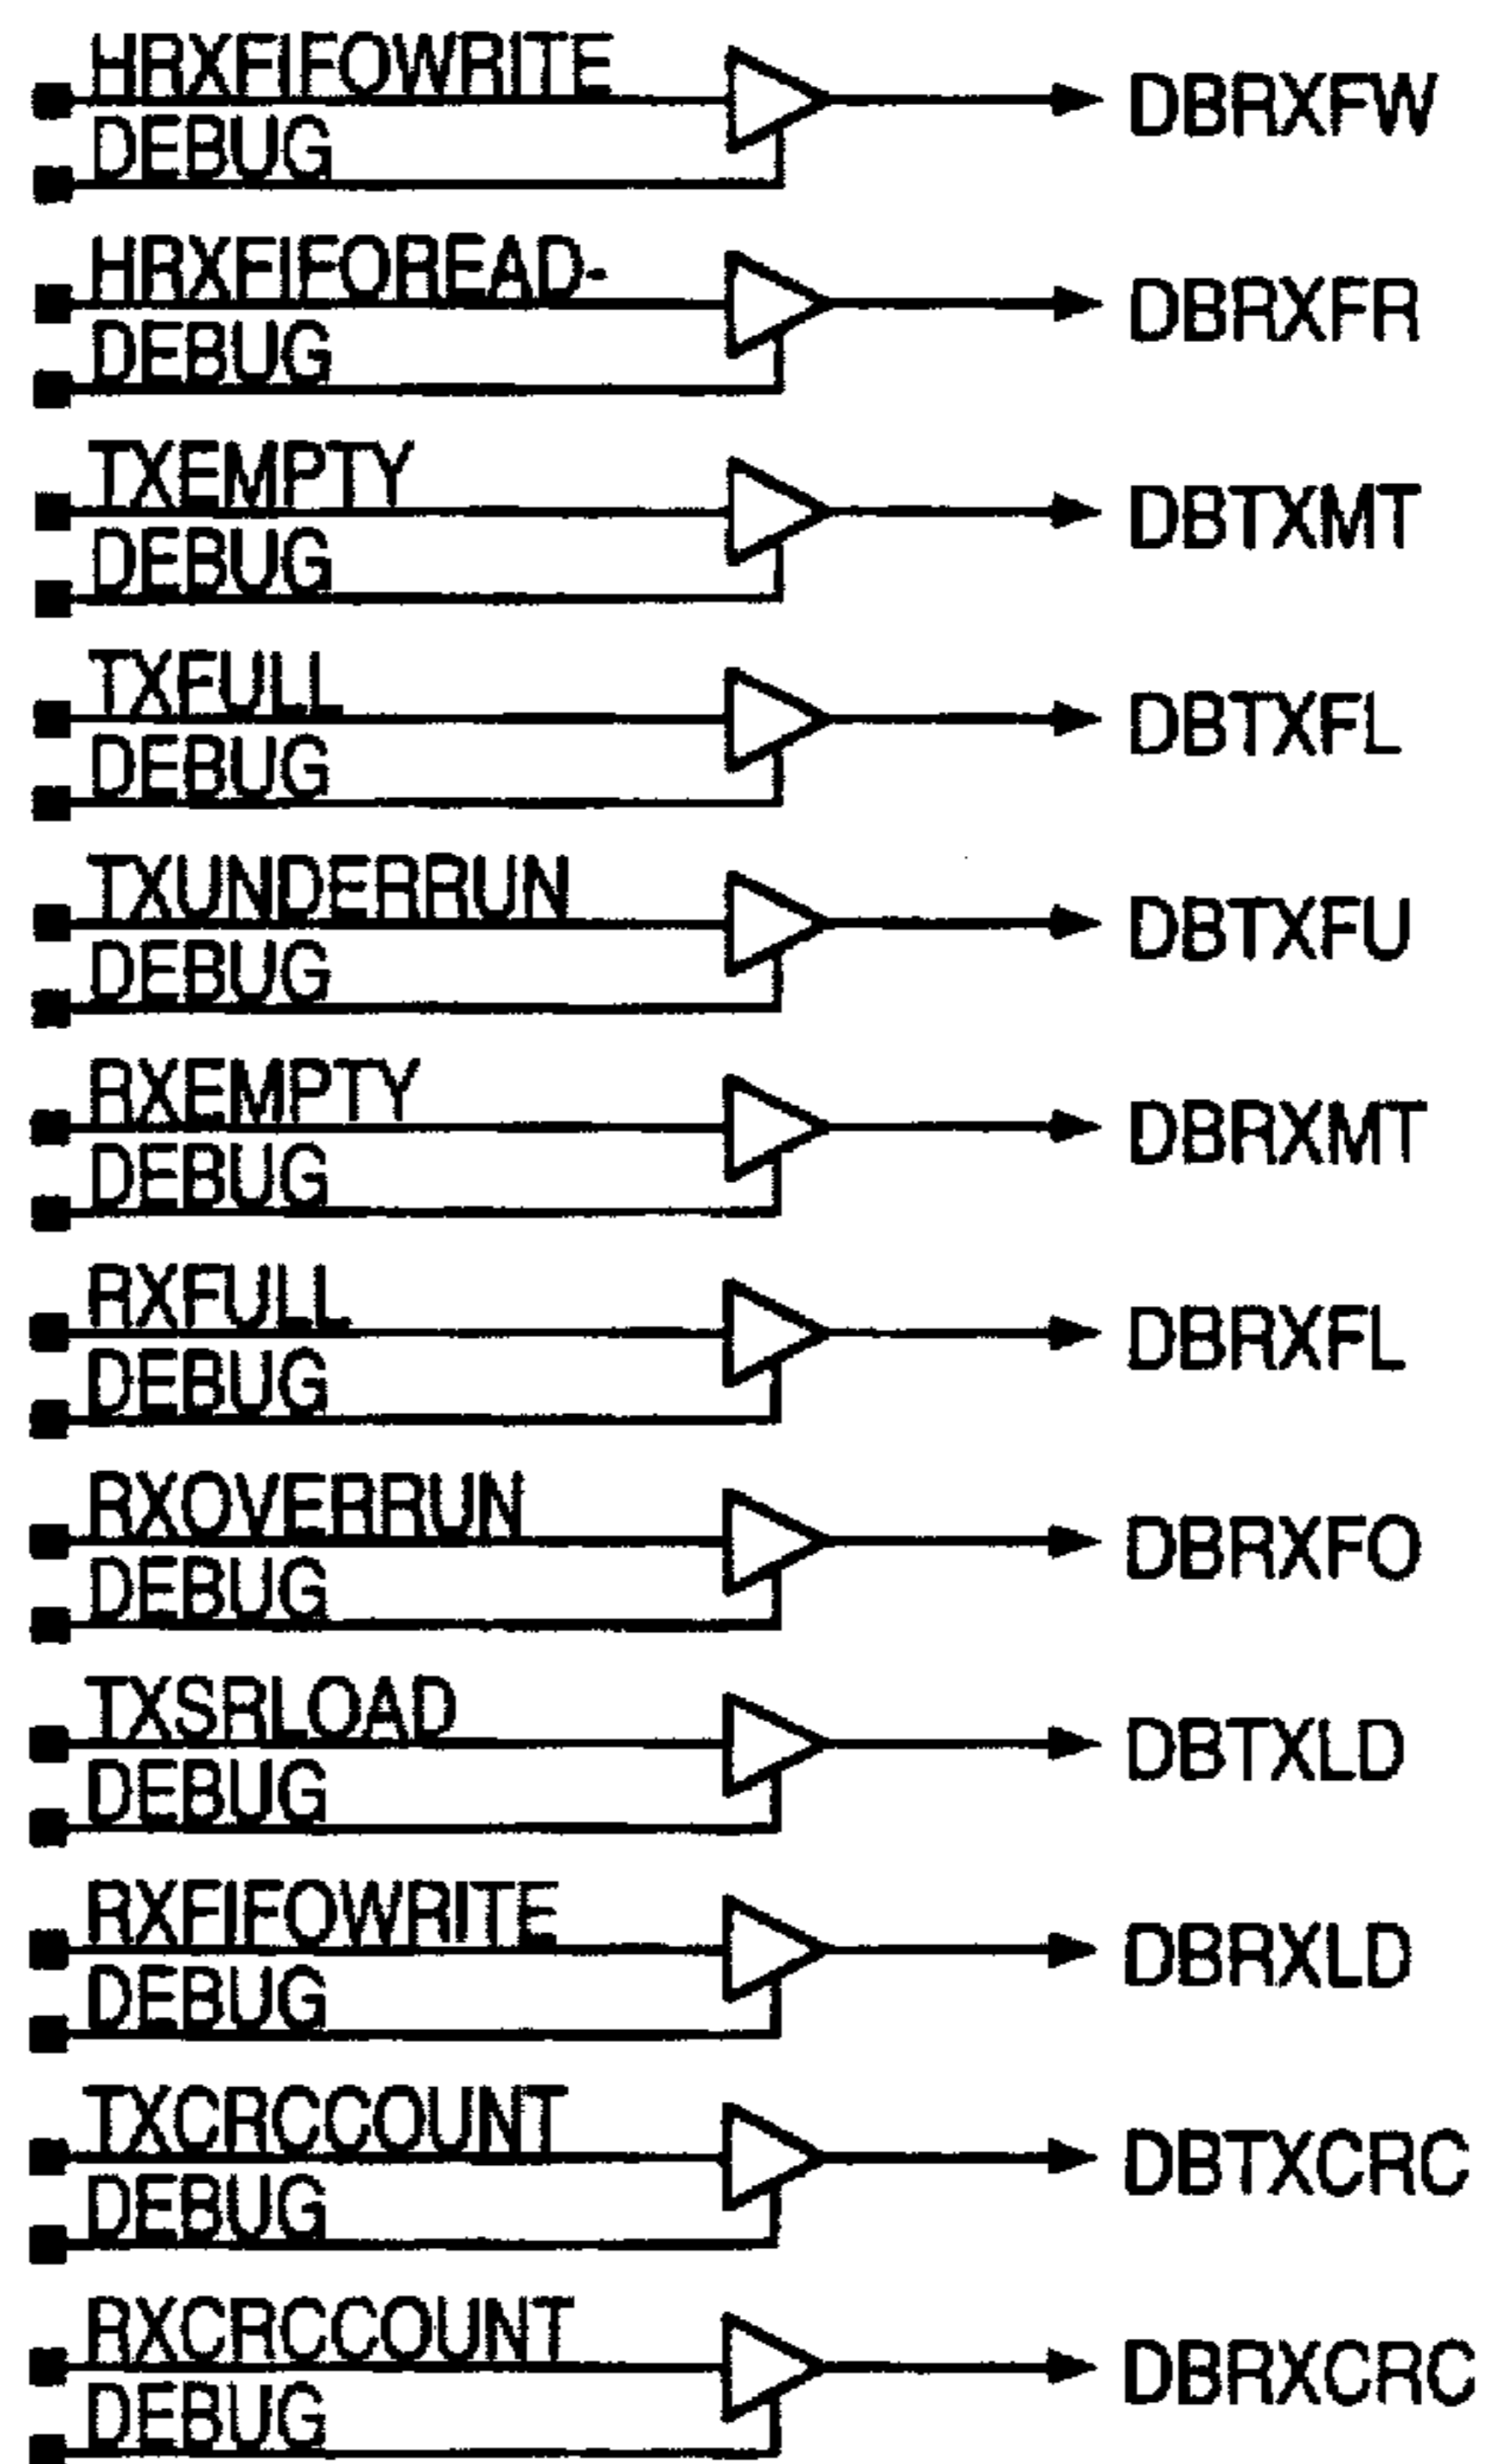 HRXFIFOWRITE
DEBUG
DBRXFW
HRXFIFOREAD-
DEBUG
DBRXFR
TXEMPTY
DEBUG
DBTXMT
TXFULL
DEBUG
DBTXFL
TXUNDERRUN
DEBUG
DBTXFU
RXEMPTY
DEBUG
DBRXMT
RXFULL
DEBUG
DBRXFL
RXOVERRUN
DEBUG
DBRXFO
TXSRLOAD
DEBUG
DBTXLD
RXFIFOWRITE
DEBUG
DBRXLD
TXCRCCOUNT
DEBUG
DBTXCRC
RXCRCCOUNT
DEBUG
DBRXCRC